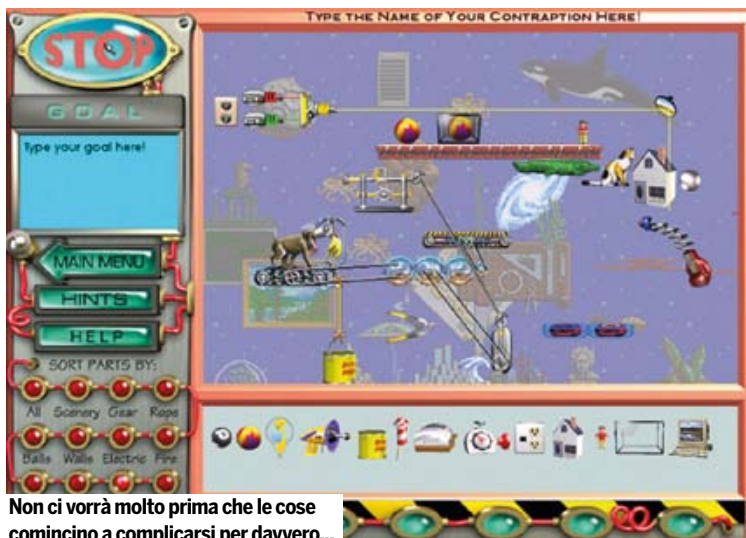 TYPE THE NAME OF YOUR CONTRAPTION HERE!
STOP
GOAL
Type your goal here!
MAIN MENU
HINTS
HELP
SORT PARTS BY:
All Scenery Gear Rope
Balls Walls Electric Fire
Non ci vorrà molto prima che le cose
comincino a complicarsi per davvero...